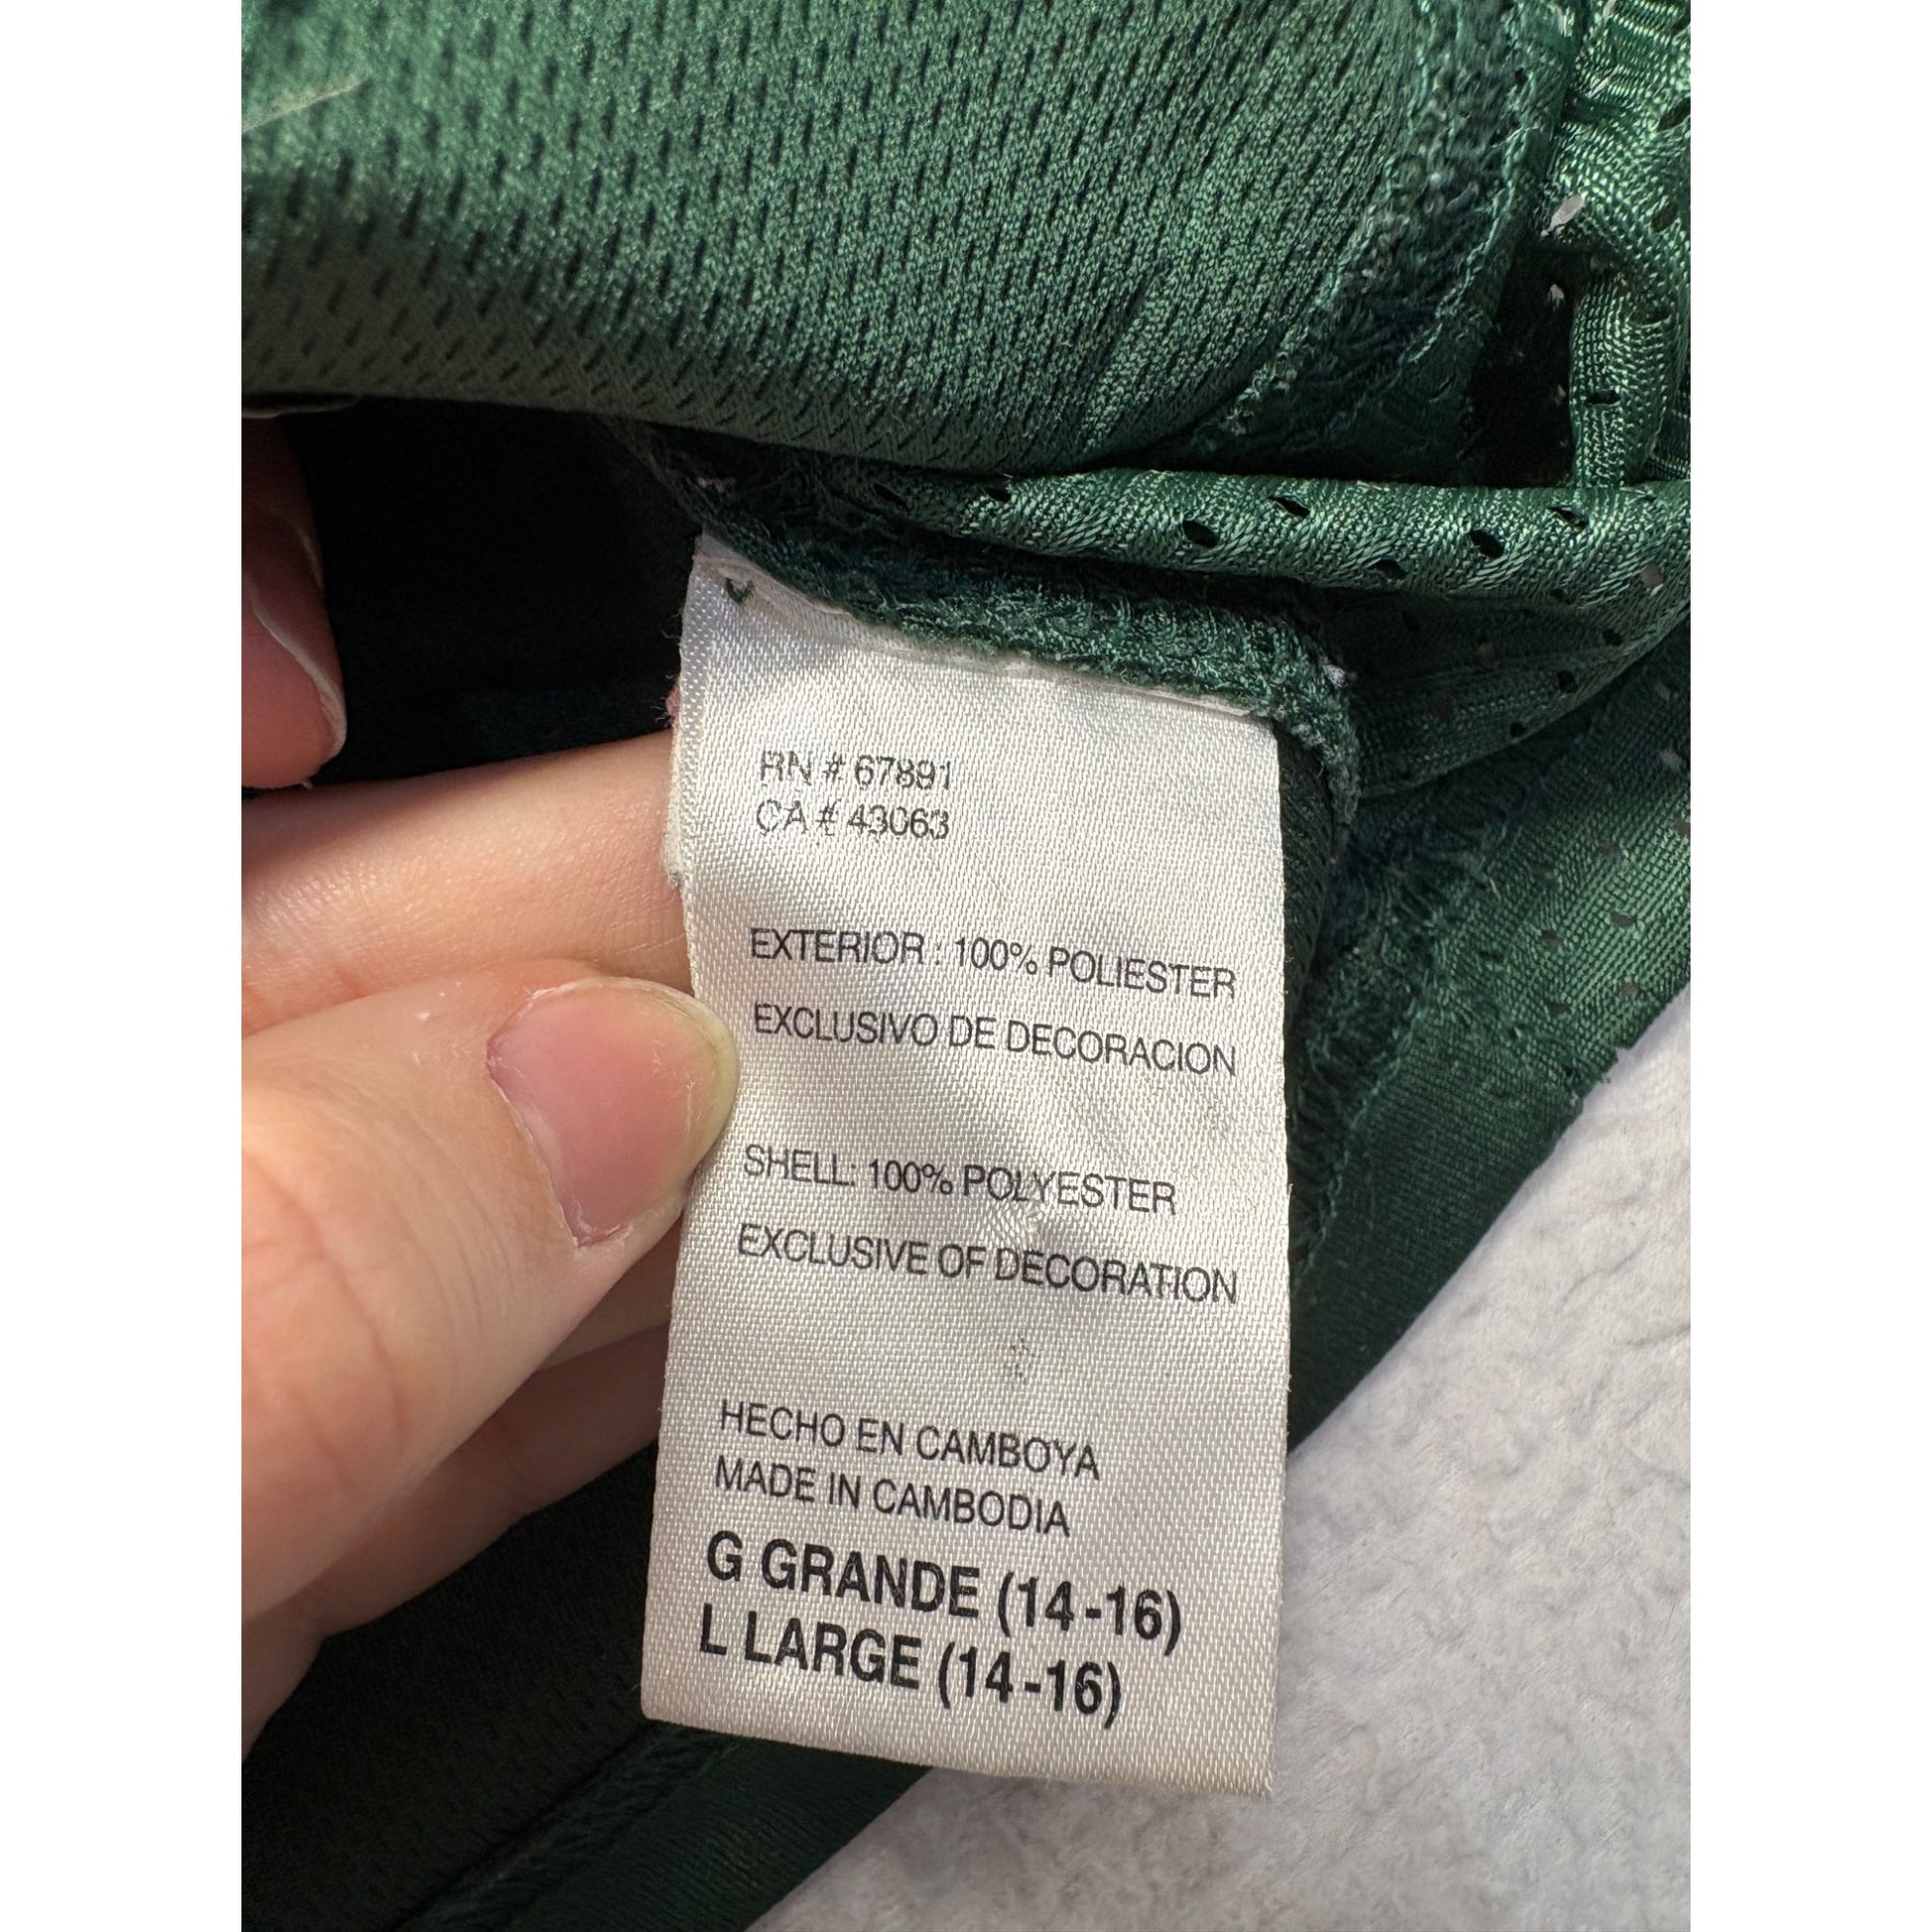 RN # 67891
CA # 43063
EXTERIOR : 100% POLIESTER
EXCLUSIVO DE DECORACION
SHELL: 100% POLYESTER
EXCLUSIVE OF DECORATION
HECHO EN CAMBOYA
MADE IN CAMBODIA
G GRANDE (14-16)
L LARGE (14-16)